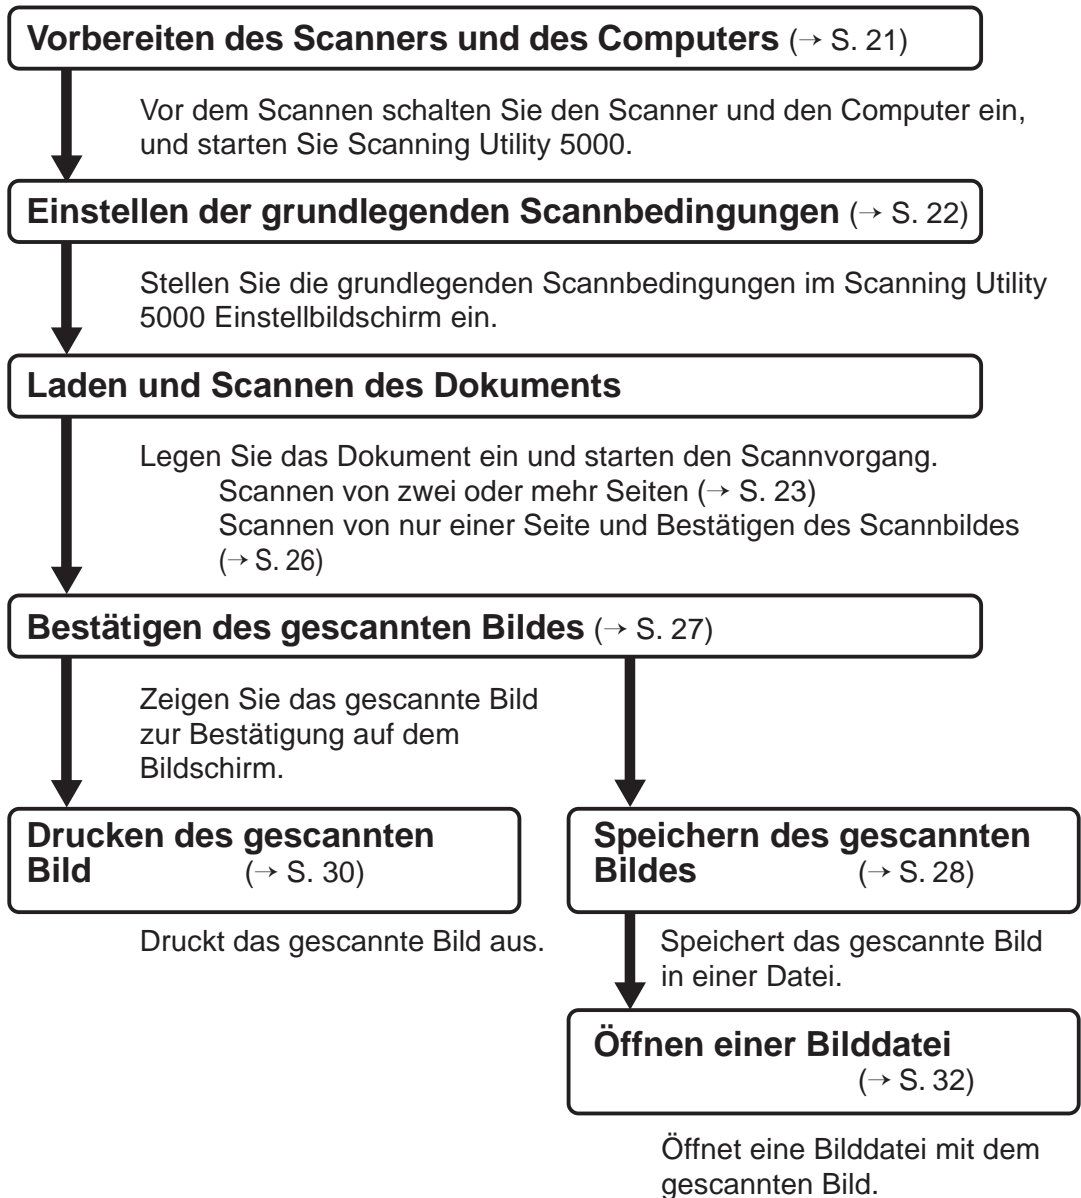 Vorbereiten des Scanners und des Computers (→ S. 21)
Vor dem Scannen schalten Sie den Scanner und den Computer ein,
und starten Sie Scanning Utility 5000.
Einstellen der grundlegenden Scannbedingungen (→ S. 22)
Stellen Sie die grundlegenden Scannbedingungen im Scanning Utility
5000 Einstellbildschirm ein.
Laden und Scannen des Dokuments
Legen Sie das Dokument ein und starten den Scannvorgang.
Scannen von zwei oder mehr Seiten (→ S. 23)
Scannen von nur einer Seite und Bestätigen des Scannbildes
(→ S. 26)
Bestätigen des gescannten Bildes (→ S. 27)
Zeigen Sie das gescannte Bild
zur Bestätigung auf dem
Bildschirm.
Drucken des gescannten
Bild (→ S. 30)
Druckt das gescannte Bild aus.
Speichern des gescannten
Bildes (→ S. 28)
Speichert das gescannte Bild
in einer Datei.
Öffnen einer Bilddatei
(→ S. 32)
Öffnet eine Bilddatei mit dem
gescannten Bild.